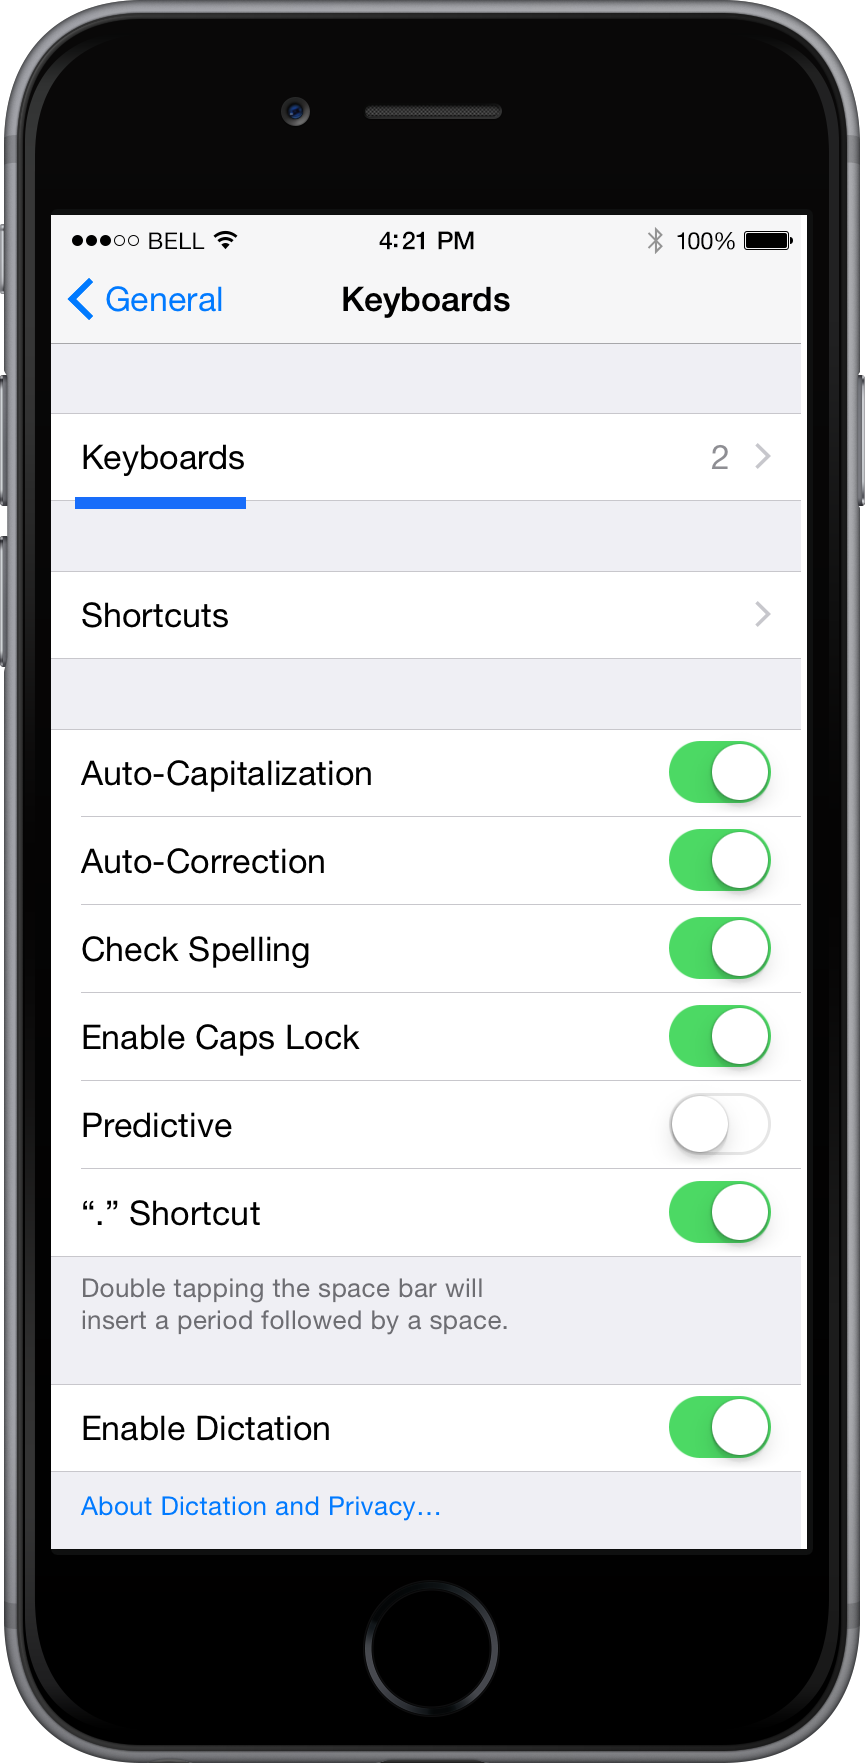 BELL 4:21 PM 100%
General Keyboards
Keyboards 2
Shortcuts
Auto-Capitalization
Auto-Correction
Check Spelling
Enable Caps Lock
Predictive
“.” Shortcut
Double tapping the space bar will
insert a period followed by a space.
Enable Dictation
About Dictation and Privacy...